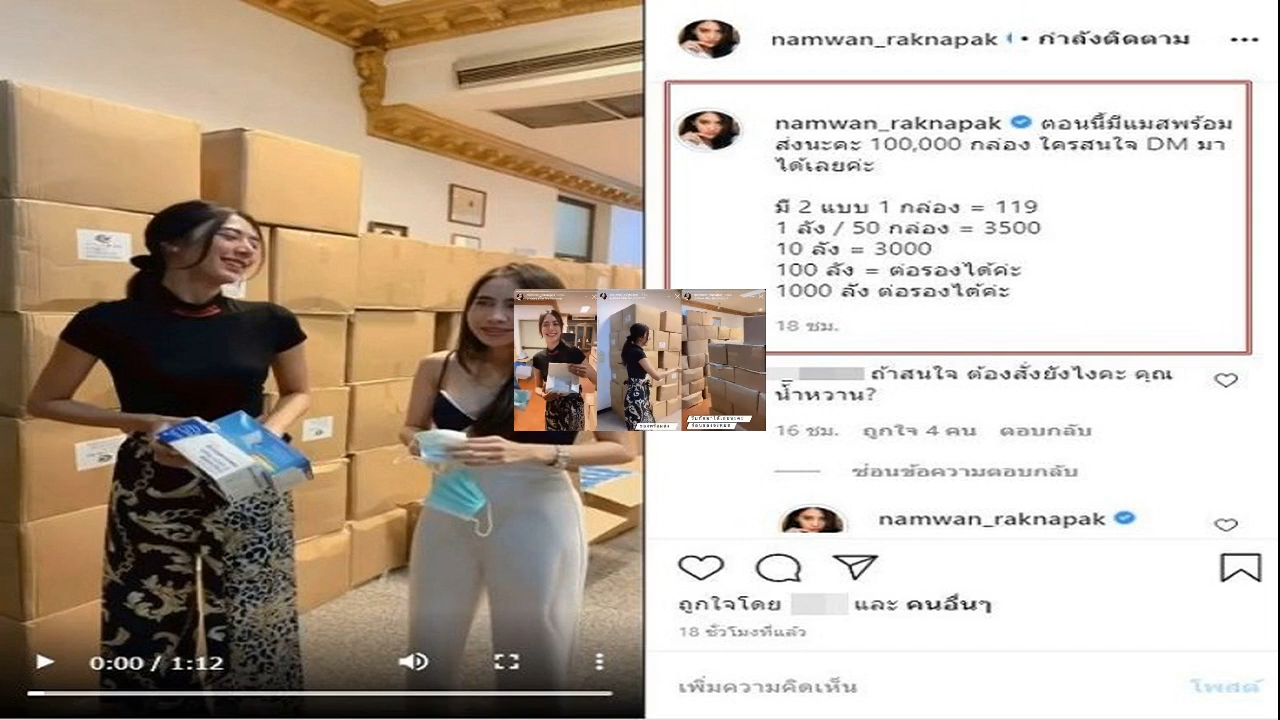 namwan_raknapak • กำลังติดตาม
namwan_raknapak ตอนนี้มีแมสพร้อม
ส่งนะคะ 100,000 กล่อง ใครสนใจ DM มา
ได้เลยค่ะ
มี 2 แบบ 1 กล่อง = 119
1 ลัง / 50 กล่อง = 3500
10 ลัง = 3000
100 ลัง = ต่อรองได้ค่ะ
1000 ลัง ต่อรองได้ค่ะ
18 ชม.
ถ้าสนใจ ต้องสั่งยังไงคะ คุณ
น้ำหวาน?
16 ชม. ถูกใจ 4 คน ตอบกลับ
ซ่อนข้อความตอบกลับ
namwan_raknapak
ถูกใจโดย และ คนอื่นๆ
18 ชั่วโมงที่แล้ว
เพิ่มความคิดเห็น
โพสต์
0:00 / 1:12